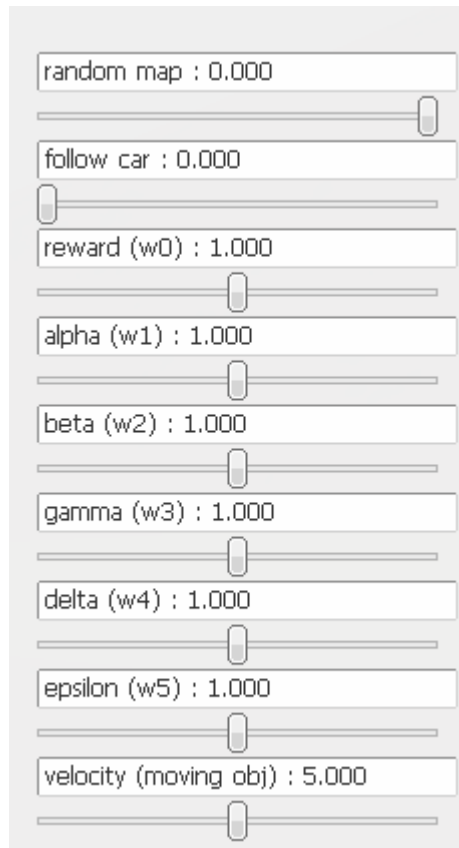 random map : 0.000
follow car : 0.000
reward (w0) : 1.000
alpha (w1) : 1.000
beta (w2) : 1.000
gamma (w3) : 1.000
delta (w4) : 1.000
epsilon (w5) : 1.000
velocity (moving obj) : 5.000